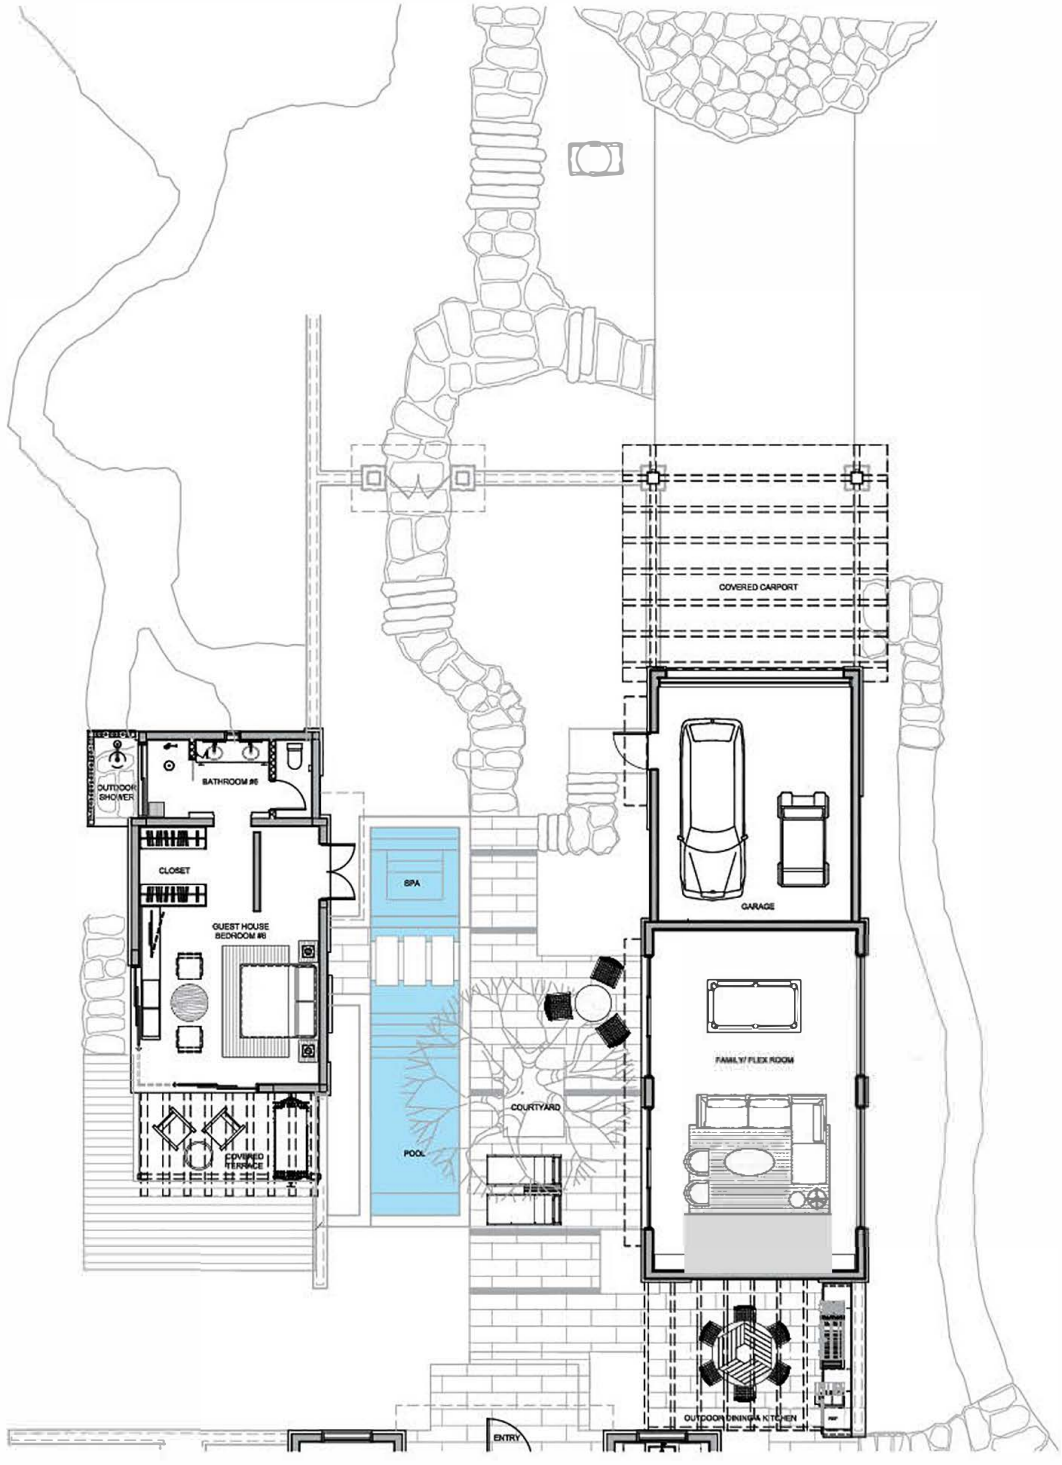 COVERED CARPORT
BATHROOM #6
OUTDOOR
SHOWER
CLOSET
SPA
GARAGE
GUEST HOUSE
BEDROOM #6
FAMILY/ FLEX ROOM
COURTYARD
POOL
COVERED
TERRACE
OUTDOOR DINING & KITCHEN
REF
ENTRY